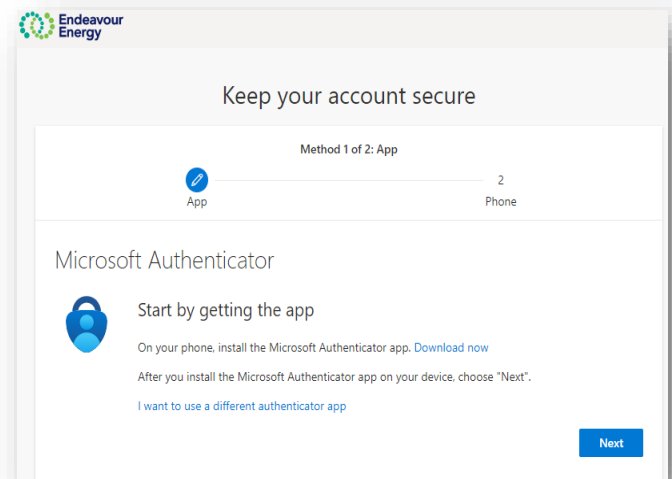 Endeavour
Energy
Keep your account secure
Method 1 of 2: App
App
2
Phone
Microsoft Authenticator
Start by getting the app
On your phone, install the Microsoft Authenticator app. Download now
After you install the Microsoft Authenticator app on your device, choose "Next".
I want to use a different authenticator app
Next